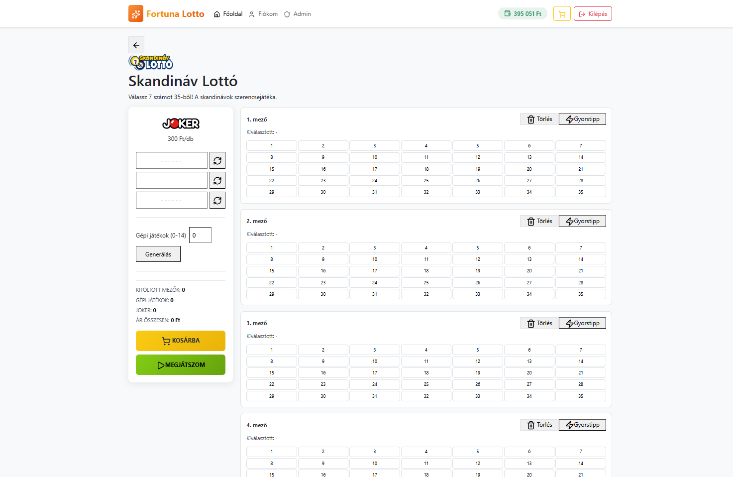 Fortuna Lotto Főoldal Fiókom Admin 395 051 Ft Kilépés
Skandináv LOTTÓ
Skandináv Lottó
Válassz 7 számot 35-ből! A skandinávok szerencsejátéka.
JOKER
300 Ft/db
- - - - - -
Gépi játékok (0-14) 0
Generálás
KITÖLTÖTT MEZŐK: 0
GÉPI JÁTÉKOK: 0
JOKER: 0
ÁR ÖSSZESEN: 0 Ft
KOSÁRBA
MEGJÁTSZOM
1. mező Törlés Gyorstipp
Kiválasztott: -
1 2 3 4 5 6 7
8 9 10 11 12 13 14
15 16 17 18 19 20 21
22 23 24 25 26 27 28
29 30 31 32 33 34 35
2. mező Törlés Gyorstipp
Kiválasztott: -
1 2 3 4 5 6 7
8 9 10 11 12 13 14
15 16 17 18 19 20 21
22 23 24 25 26 27 28
29 30 31 32 33 34 35
3. mező Törlés Gyorstipp
Kiválasztott: -
1 2 3 4 5 6 7
8 9 10 11 12 13 14
15 16 17 18 19 20 21
22 23 24 25 26 27 28
29 30 31 32 33 34 35
4. mező Törlés Gyorstipp
Kiválasztott: -
1 2 3 4 5 6 7
8 9 10 11 12 13 14
15 16 17 18 19 20 21